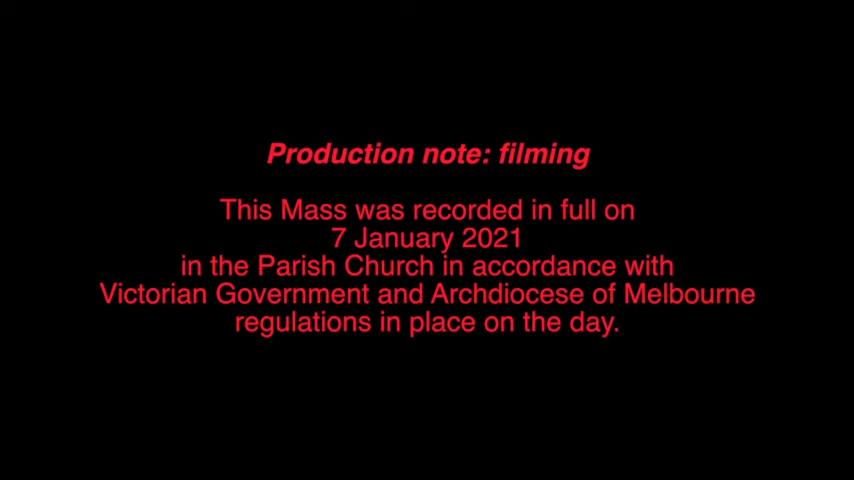 Production note: filming
This Mass was recorded in full on
7 January 2021
in the Parish Church in accordance with
Victorian Government and Archdiocese of Melbourne
regulations in place on the day.